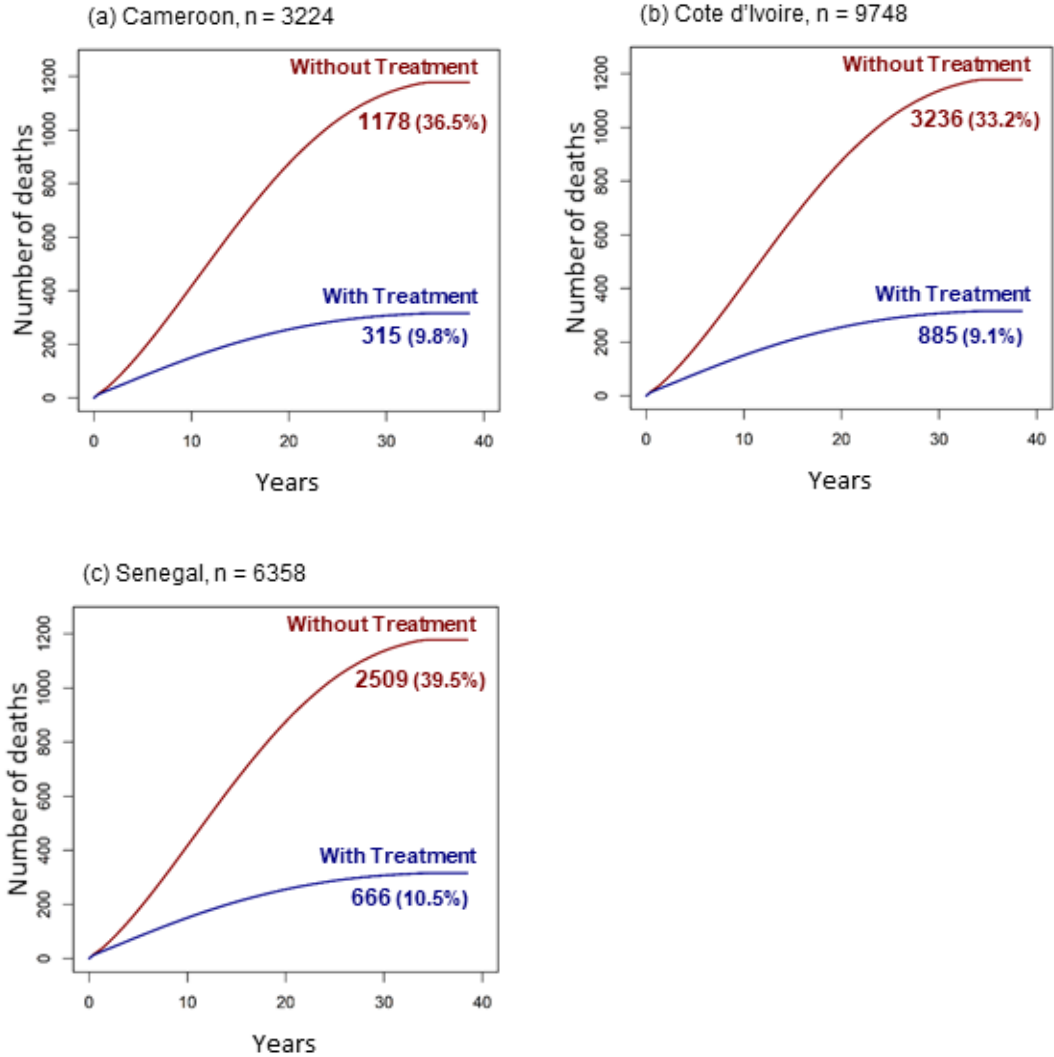 (a) Cameroon, n = 3224
Without Treatment
1178 (36.5%)
With Treatment
315 (9.8%)
Number of deaths
0
200
400
600
800
1000
1200
0 10 20 30 40
Years
(b) Cote d'Ivoire, n = 9748
Without Treatment
3236 (33.2%)
With Treatment
885 (9.1%)
Number of deaths
0
200
400
600
800
1000
1200
0 10 20 30 40
Years
(c) Senegal, n = 6358
Without Treatment
2509 (39.5%)
With Treatment
666 (10.5%)
Number of deaths
0
200
400
600
800
1000
1200
0 10 20 30 40
Years